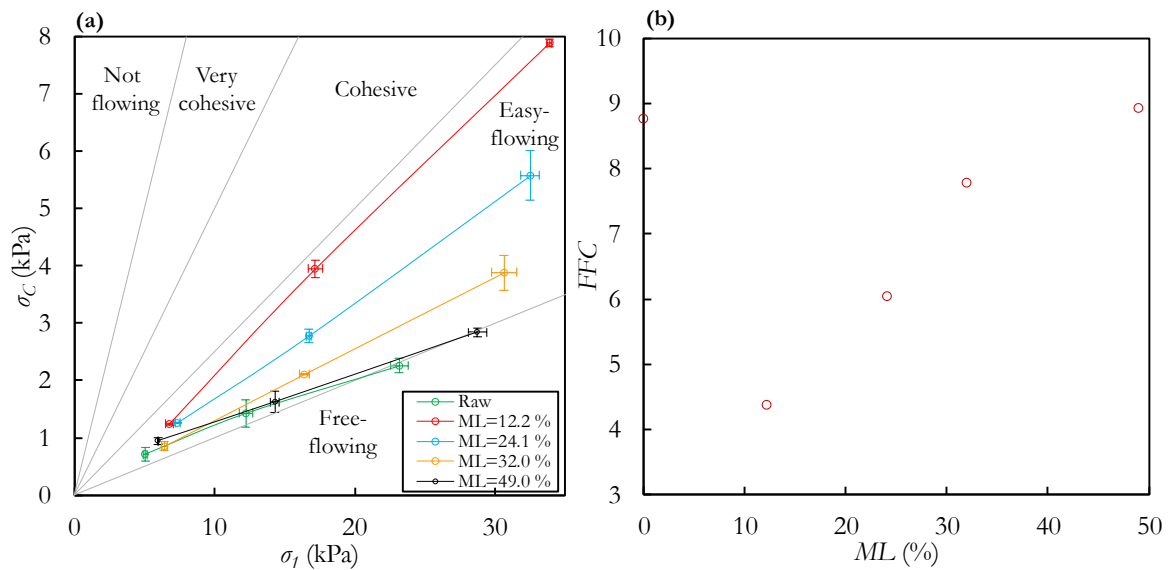 (a)
8
7
6
5
4
3
2
1
0
σC (kPa)
0
10
20
30
σ1 (kPa)
Not
flowing
Very
cohesive
Cohesive
Easy-
flowing
Free-
flowing
Raw
ML=12.2 %
ML=24.1 %
ML=32.0 %
ML=49.0 %
(b)
10
9
8
7
6
5
4
3
FFC
0
10
20
30
40
50
ML (%)